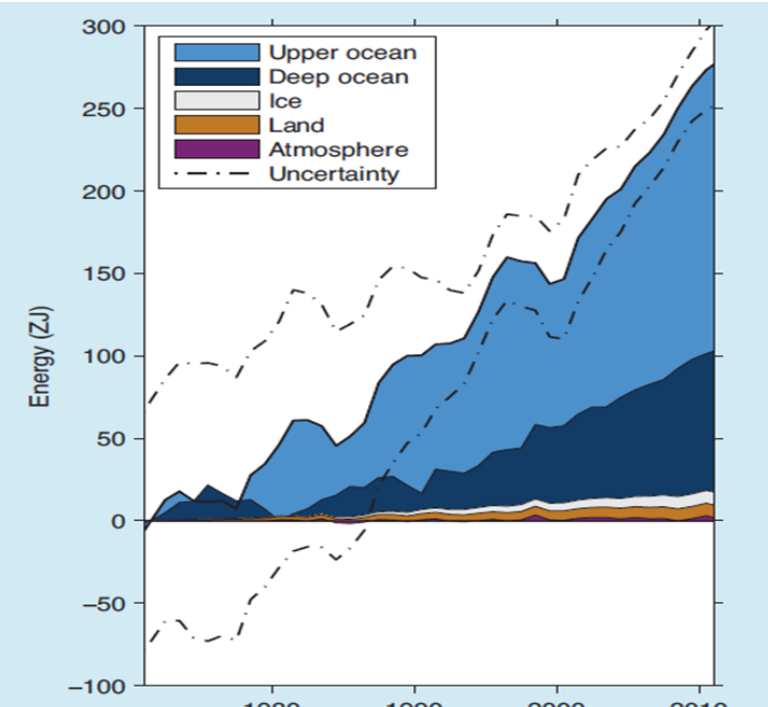 300
Upper ocean
Deep ocean
250
Ice
Land
Atmosphere
Uncertainty
200
150
100
50
0
−50
−100
Energy (ZJ)